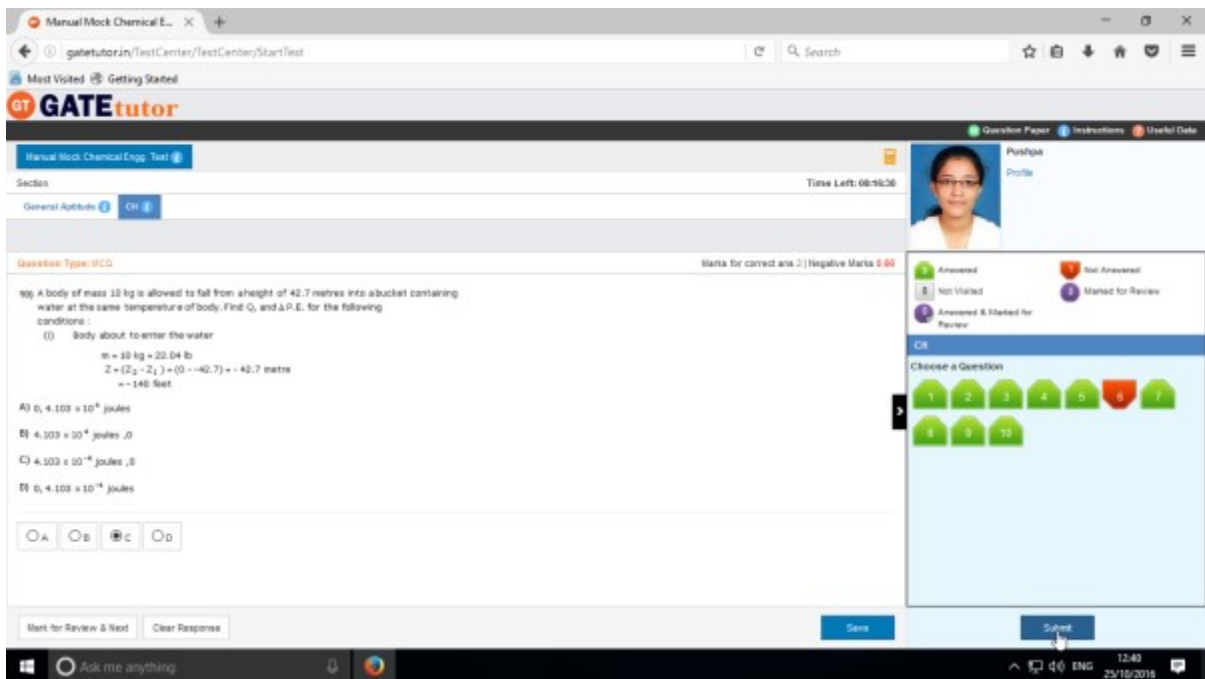 Manual Mock Chemical E...
gatetutor.in/TestCenter/TestCenter/StartTest
Search
Most Visited Getting Started
GT GATEtutor
Question Paper Instructions Useful Data
Manual Mock Chemical Engg. Test
Pushpa
Profile
Section
Time Left:
General Aptitude CH
Question Type: MCQ
Marks for correct ans 2 | Negative Marks 0.66
A body of mass 10 kg is allowed to fall from aheight of 42.7 metres into abucket containing
water at the same tempereture of body. Find Q, and Δ P.E. for the following
conditions :
(i) Body about to enter the water
m = 10 kg = 22.04 lb
Z = (Z2 - Z1 ) = (0 - -42.7) = - 42.7 metre
= - 140 feet
A) 0, 4.103 x 10⁴ joules
B) 4.103 x 10⁴ joules ,0
C) 4.103 x 10⁻⁴ joules ,0
D) 0, 4.103 x 10⁻⁴ joules
A B C D
Mark for Review & Next Clear Response Save
Answered
Not Answered
Not Visited
Marked for Review
Answered & Marked for
Review
CH
Choose a Question
1 2 3 4 5 6 7
8 9 10
Submit
Ask me anything
ENG
12:40
25/10/2016